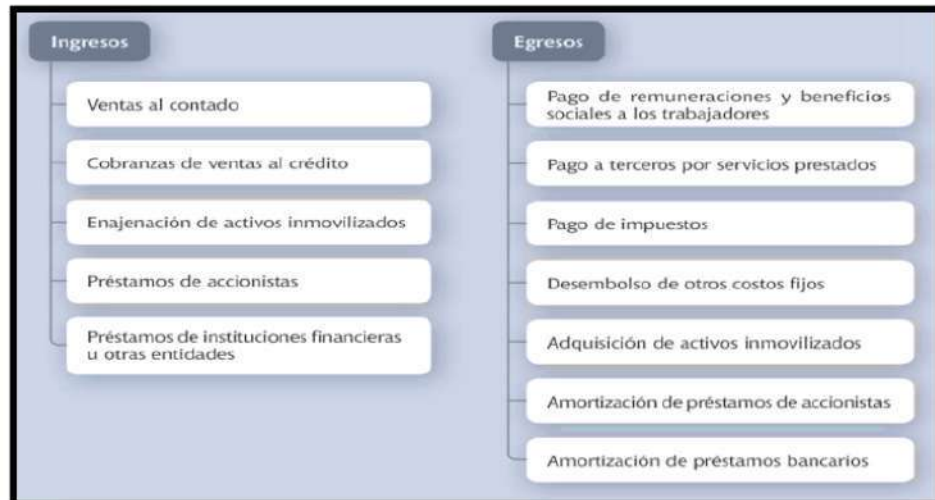 Ingresos
Ventas al contado
Cobranzas de ventas al crédito
Enajenación de activos inmovilizados
Préstamos de accionistas
Préstamos de instituciones financieras
u otras entidades
Egresos
Pago de remuneraciones y beneficios
sociales a los trabajadores
Pago a terceros por servicios prestados
Pago de impuestos
Desembolso de otros costos fijos
Adquisición de activos inmovilizados
Amortización de préstamos de accionistas
Amortización de préstamos bancarios